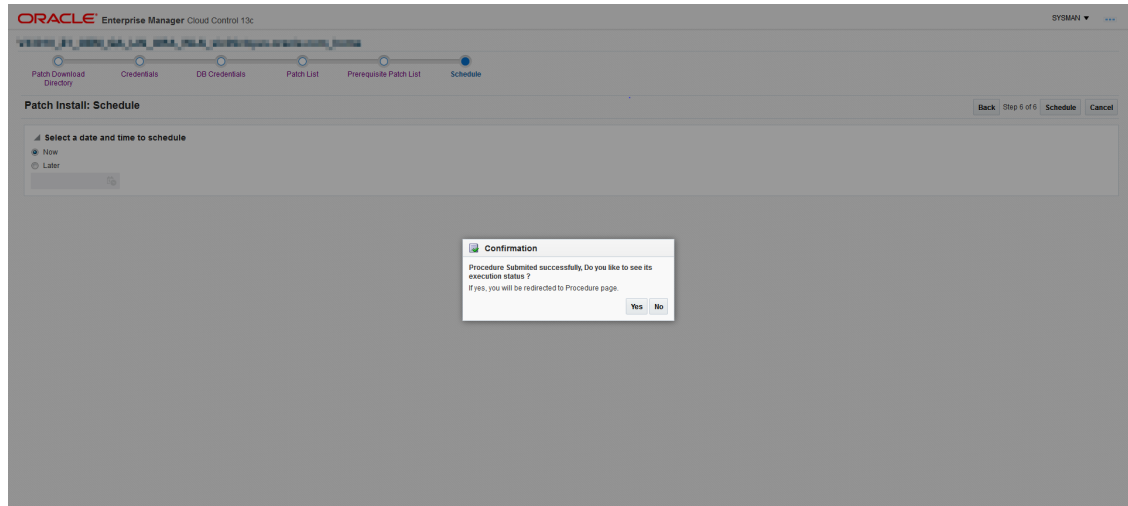 ORACLE Enterprise Manager Cloud Control 13c
SYSMAN
Patch Download
Directory
Credentials
DB Credentials
Patch List
Prerequisite Patch List
Schedule
Patch Install: Schedule
Back Step 6 of 6 Schedule Cancel
Select a date and time to schedule
Now
Later
Confirmation
Procedure Submited successfully, Do you like to see its
execution status ?
If yes, you will be redirected to Procedure page.
Yes No